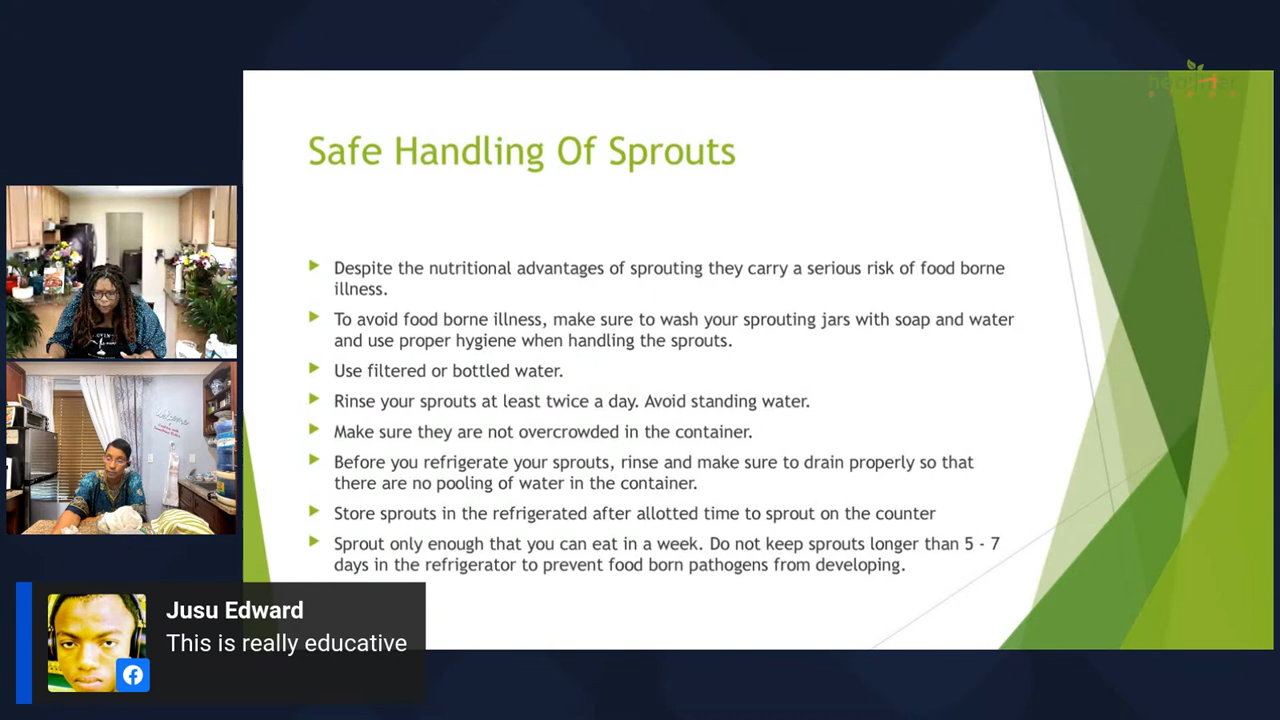 Safe Handling Of Sprouts
Despite the nutritional advantages of sprouting they carry a serious risk of food borne
illness.
To avoid food borne illness, make sure to wash your sprouting jars with soap and water
and use proper hygiene when handling the sprouts.
Use filtered or bottled water.
Rinse your sprouts at least twice a day. Avoid standing water.
Make sure they are not overcrowded in the container.
Before you refrigerate your sprouts, rinse and make sure to drain properly so that
there are no pooling of water in the container.
Store sprouts in the refrigerated after allotted time to sprout on the counter
Sprout only enough that you can eat in a week. Do not keep sprouts longer than 5 - 7
days in the refrigerator to prevent food born pathogens from developing.
Jusu Edward
This is really educative